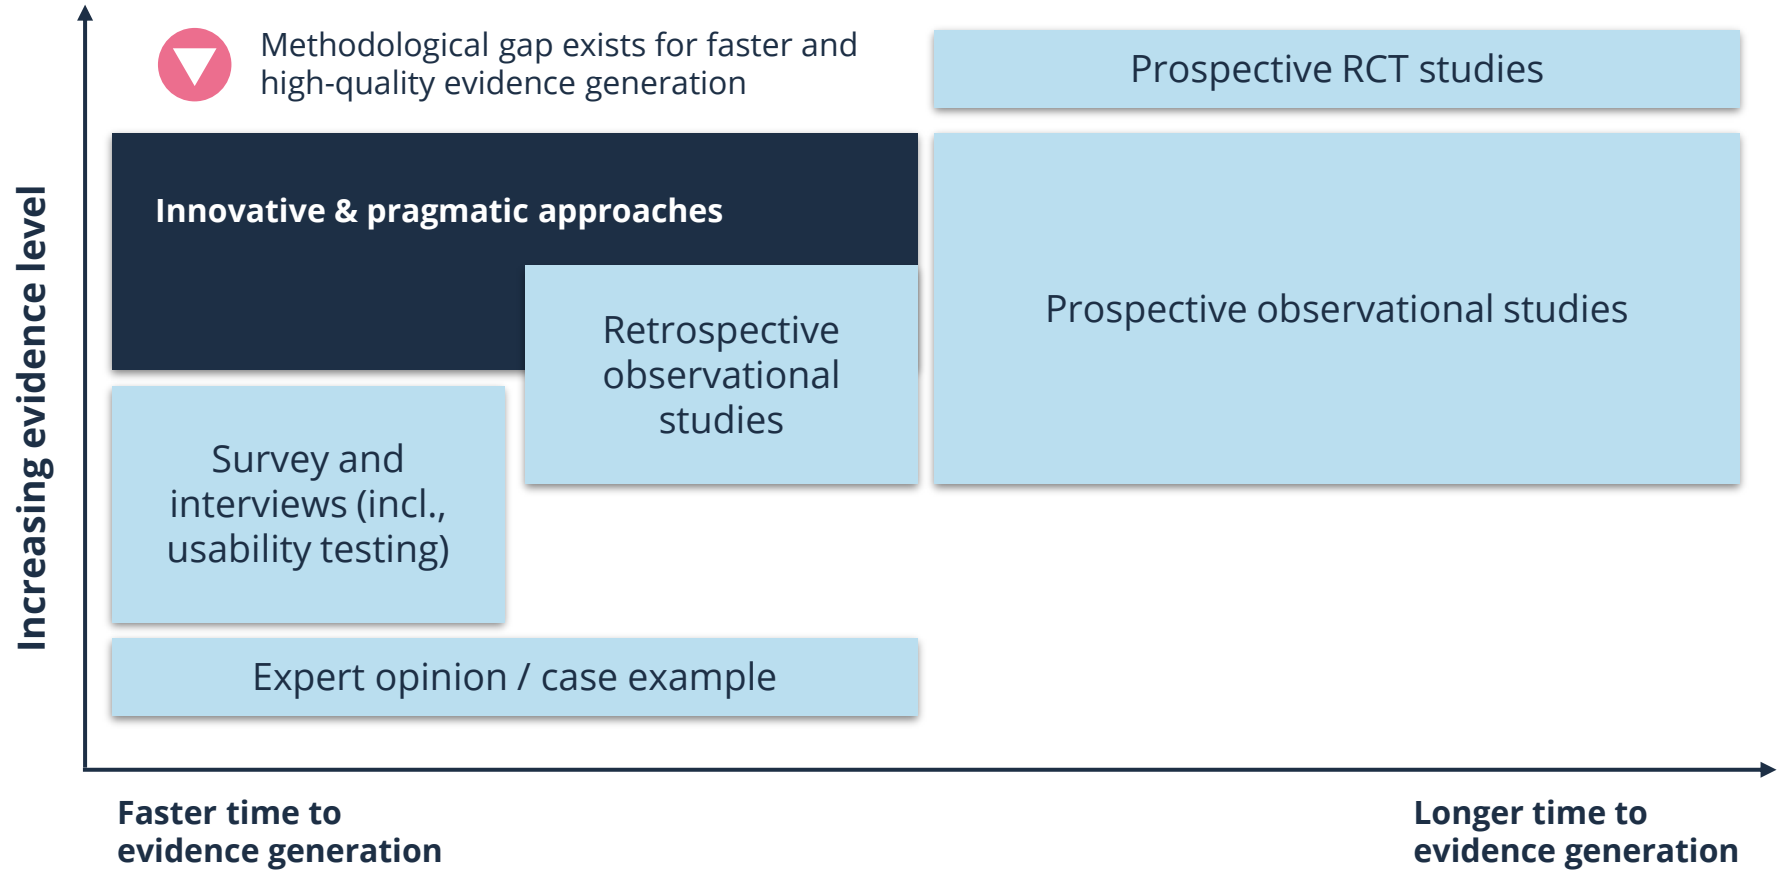 Methodological gap exists for faster and
high-quality evidence generation
Prospective RCT studies
Innovative & pragmatic approaches
Retrospective
observational
studies
Prospective observational studies
Survey and
interviews (incl.,
usability testing)
Expert opinion / case example
Increasing evidence level
Faster time to
evidence generation
Longer time to
evidence generation